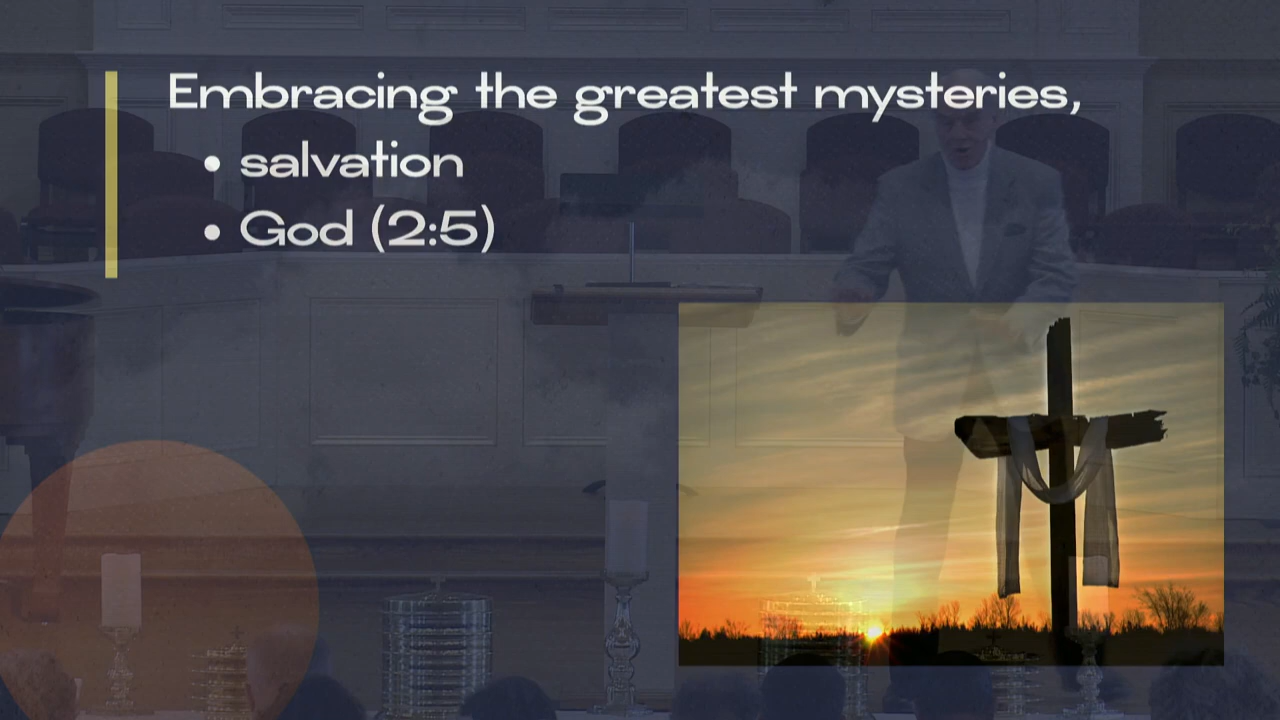 Embracing the greatest mysteries,
• salvation
• God (2:5)